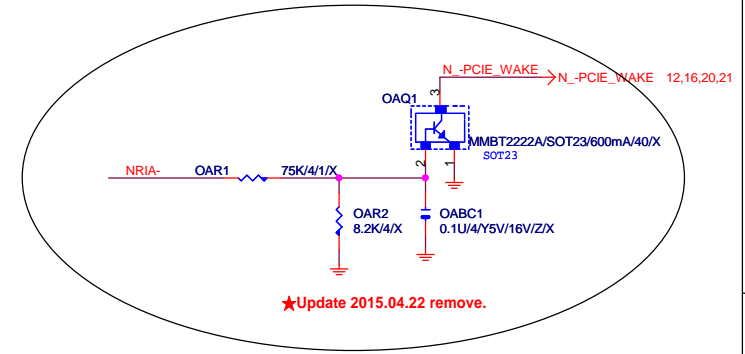 N_-PCIE_WAKE
N_-PCIE_WAKE 12,16,20,21
3
OAQ1
MMBT2222A/SOT23/600mA/40/X
SOT23
2
1
NRIA-
OAR1
75K/4/1/X
OAR2
8.2K/4/X
OABC1
0.1U/4/Y5V/16V/Z/X
★Update 2015.04.22 remove.